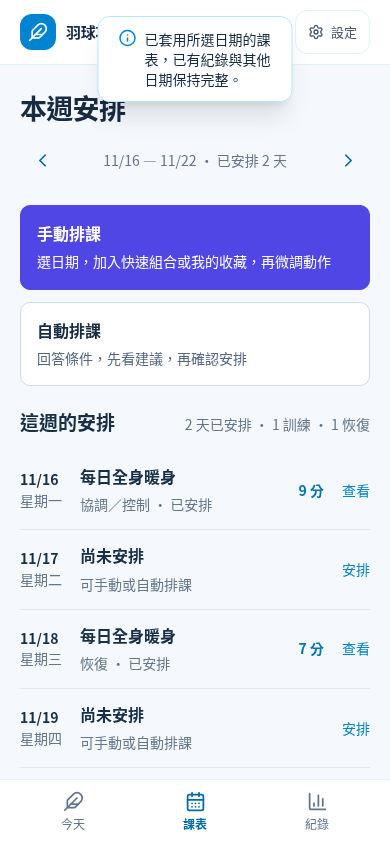 羽球
設定
已套用所選日期的課
表，已有紀錄與其他
日期保持完整。
本週安排
11/16 — 11/22 • 已安排 2 天
手動排課
選日期，加入快速組合或我的收藏，再微調動作
自動排課
回答條件，先看建議，再確認安排
這週的安排
2 天已安排 • 1 訓練 • 1 恢復
11/16 每日全身暖身
星期一 協調／控制 • 已安排
9 分 查看
11/17 尚未安排
星期二 可手動或自動排課
安排
11/18 每日全身暖身
星期三 恢復 • 已安排
7 分 查看
11/19 尚未安排
星期四 可手動或自動排課
安排
今天 課表 紀錄